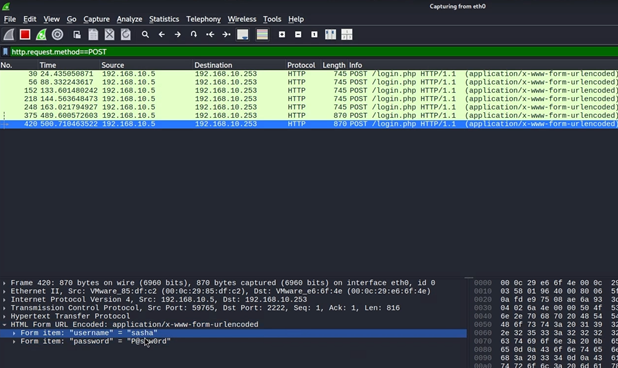 Capturing from eth0
File Edit View Go Capture Analyze Statistics Telephony Wireless Tools Help
http.request.method==POST
No. Time Source Destination Protocol Length Info
30 24.435050871 192.168.10.5 192.168.10.253 HTTP 745 POST /login.php HTTP/1.1 (application/x-www-form-urlencoded)
56 88.332243617 192.168.10.5 192.168.10.253 HTTP 745 POST /login.php HTTP/1.1 (application/x-www-form-urlencoded)
152 133.601480242 192.168.10.5 192.168.10.253 HTTP 745 POST /login.php HTTP/1.1 (application/x-www-form-urlencoded)
218 144.563648473 192.168.10.5 192.168.10.253 HTTP 745 POST /login.php HTTP/1.1 (application/x-www-form-urlencoded)
248 163.021794927 192.168.10.5 192.168.10.253 HTTP 745 POST /login.php HTTP/1.1 (application/x-www-form-urlencoded)
375 489.600572603 192.168.10.5 192.168.10.253 HTTP 870 POST /login.php HTTP/1.1 (application/x-www-form-urlencoded)
420 500.710463522 192.168.10.5 192.168.10.253 HTTP 870 POST /login.php HTTP/1.1 (application/x-www-form-urlencoded)
Frame 420: 870 bytes on wire (6960 bits), 870 bytes captured (6960 bits) on interface eth0, id 0
Ethernet II, Src: VMware_85:df:c2 (00:0c:29:85:df:c2), Dst: VMware_e6:6f:4e (00:0c:29:e6:6f:4e)
Internet Protocol Version 4, Src: 192.168.10.5, Dst: 192.168.10.253
Transmission Control Protocol, Src Port: 59765, Dst Port: 2222, Seq: 1, Ack: 1, Len: 816
Hypertext Transfer Protocol
HTML Form URL Encoded: application/x-www-form-urlencoded
Form item: "username" = "sasha"
Form item: "password" =
0000 00 0c 29 e6 6f 4e 00 0c
0010 03 58 01 96 40 00 80 06
0020 0a fd e9 75 08 ae 6a 93
0030 04 02 6a 4e 00 00 50 4f
0040 6e 2e 70 68 70 20 48 54
0050 48 6f 73 74 3a 20 31 39
0060 2e 32 35 33 3a 32 32 32
0070 63 74 69 6f 6e 3a 20 6b
0080 65 0d 0a 43 6f 6e 74 65
0090 68 3a 20 33 34 0d 0a 43